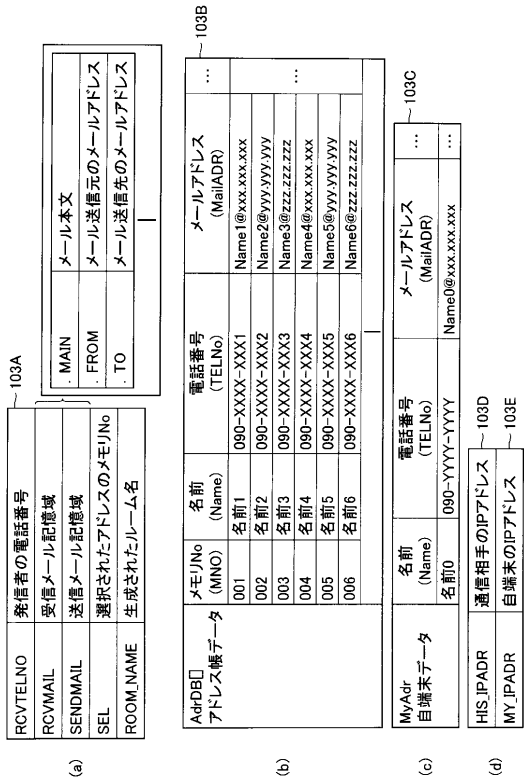 (a)
103A
RCVTELNO 発信者の電話番号
RCVMAIL 受信メール記憶域
SENDMAIL 送信メール記憶域
SEL 選択されたアドレスのメモリNo
ROOM_NAME 生成されたルーム名
. MAIN メール本文
. FROM メール送信元のメールアドレス
. TO メール送信先のメールアドレス
(b)
103B
AdrDB[]
アドレス帳データ
メモリNo (MNO) 名前 (Name) 電話番号 (TELNo) メールアドレス (MailADR) …
001 名前1 090-XXXX-XXX1 Name1@xxx.xxx.xxx
002 名前2 090-XXXX-XXX2 Name2@yyy.yyy.yyy
003 名前3 090-XXXX-XXX3 Name3@zzz.zzz.zzz
004 名前4 090-XXXX-XXX4 Name4@xxx.xxx.xxx
005 名前5 090-XXXX-XXX5 Name5@yyy.yyy.yyy
006 名前6 090-XXXX-XXX6 Name6@zzz.zzz.zzz
…
(c)
103C
MyAdr
自端末データ
名前 (Name) 電話番号 (TELNo) メールアドレス (MailADR) …
名前0 090-YYYY-YYYY Name0@xxx.xxx.xxx …
(d)
HIS_IPADR 通信相手のIPアドレス 103D
MY_IPADR 自端末のIPアドレス 103E